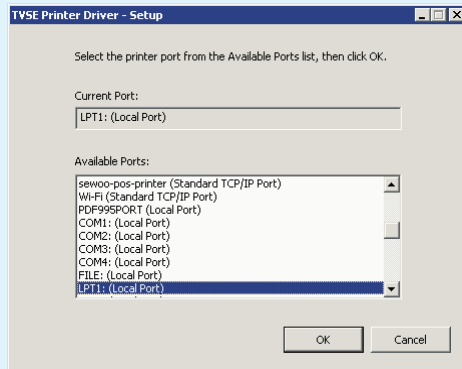 TVSE Printer Driver - Setup
Select the printer port from the Available Ports list, then click OK.
Current Port:
LPT1: (Local Port)
Available Ports:
sewoo-pos-printer (Standard TCP/IP Port)
Wi-Fi (Standard TCP/IP Port)
PDF995PORT (Local Port)
COM1: (Local Port)
COM2: (Local Port)
COM3: (Local Port)
COM4: (Local Port)
FILE: (Local Port)
LPT1: (Local Port)
OK Cancel